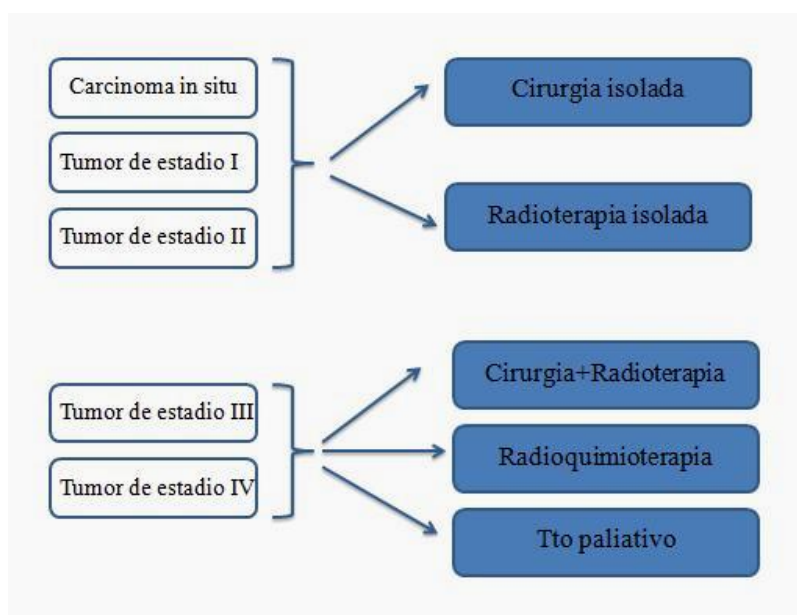 Carcinoma in situ
Tumor de estadio I
Tumor de estadio II
Cirurgia isolada
Radioterapia isolada
Tumor de estadio III
Tumor de estadio IV
Cirurgia+Radioterapia
Radioquimioterapia
Tto paliativo